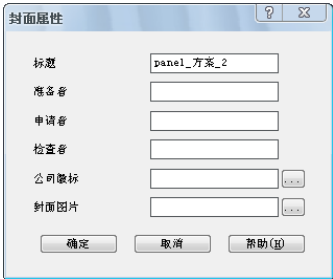 封面属性
标题 panel_方案_2
准备者
申请者
检查者
公司徽标 ...
封面图片 ...
确定 取消 帮助(H)